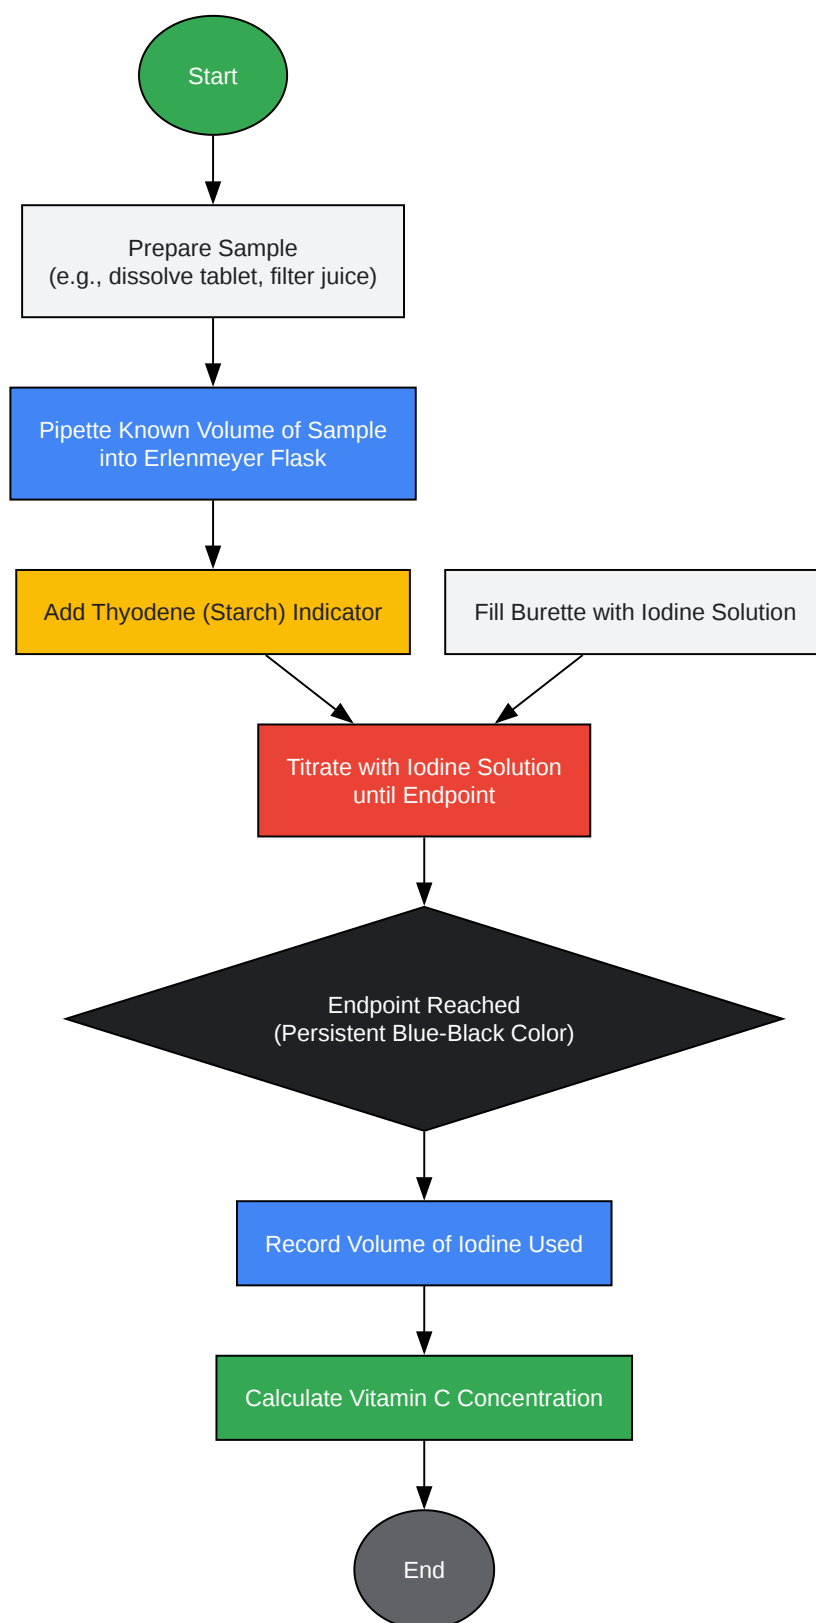 Start
Prepare Sample
(e.g., dissolve tablet, filter juice)
Pipette Known Volume of Sample
into Erlenmeyer Flask
Add Thyodene (Starch) Indicator
Fill Burette with Iodine Solution
Titrate with Iodine Solution
until Endpoint
Endpoint Reached
(Persistent Blue-Black Color)
Record Volume of Iodine Used
Calculate Vitamin C Concentration
End